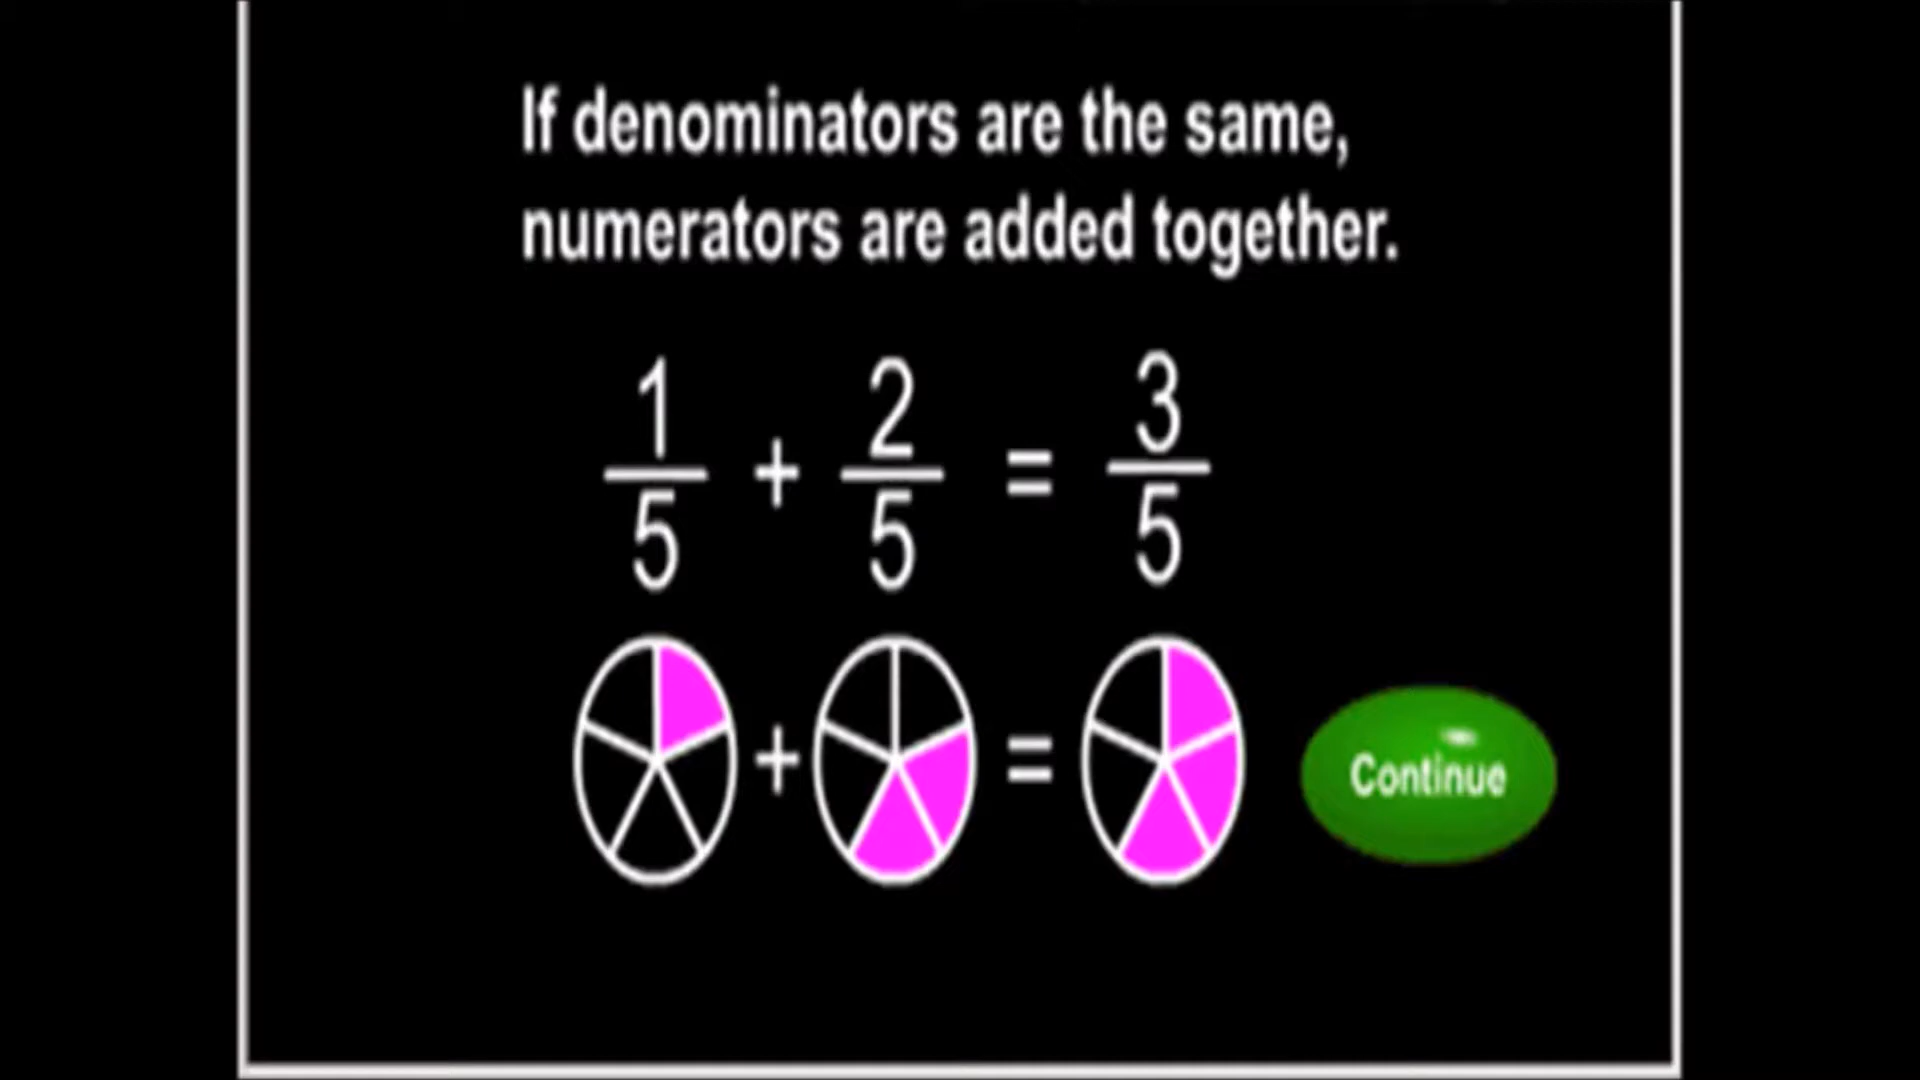 If denominators are the same,
numerators are added together.
1/5 + 2/5 = 3/5
+ =
Continue